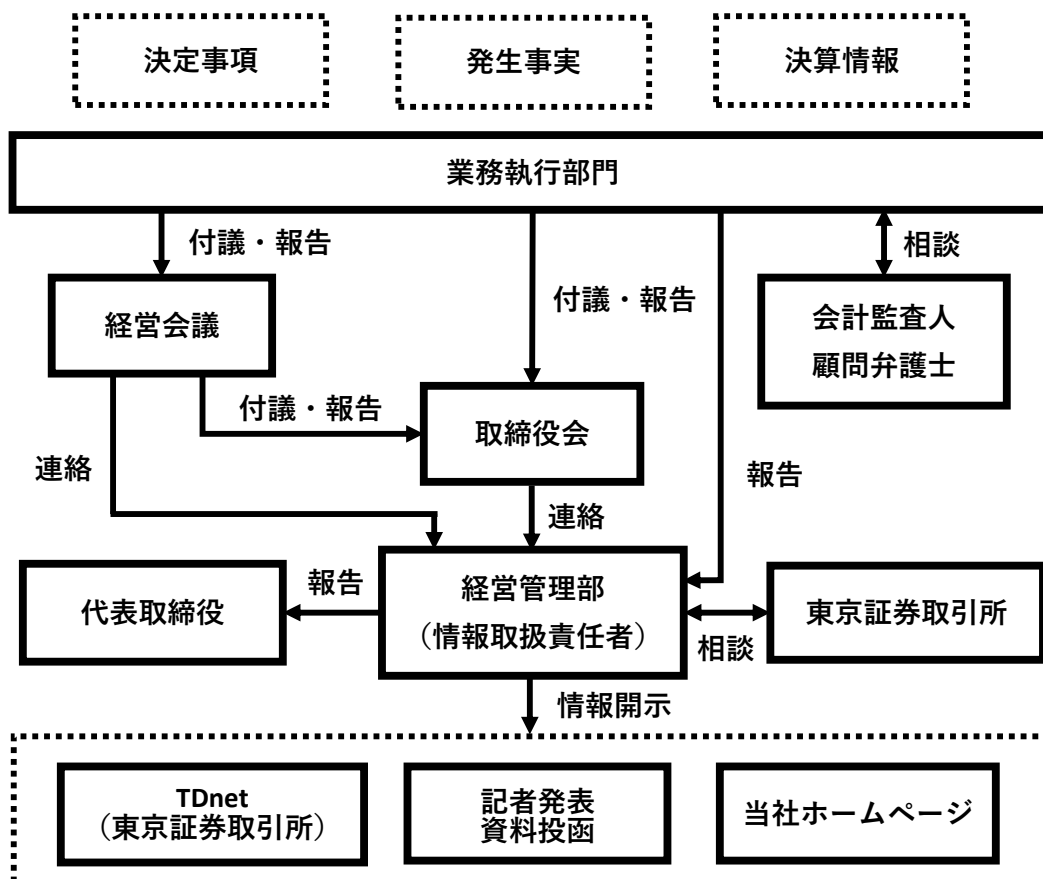 決定事項
発生事実
決算情報
業務執行部門
付議・報告
相談
経営会議
付議・報告
会計監査人
顧問弁護士
付議・報告
取締役会
連絡
報告
連絡
代表取締役
報告
経営管理部
（情報取扱責任者）
相談
東京証券取引所
情報開示
TDnet
（東京証券取引所）
記者発表
資料投函
当社ホームページ